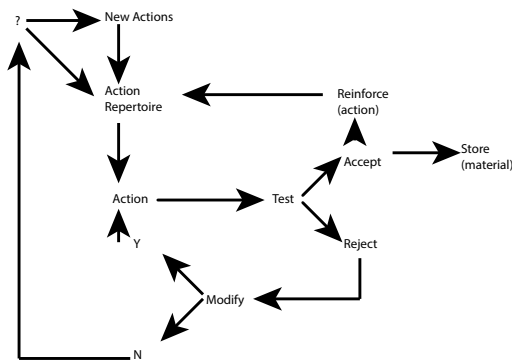 ?
New Actions
Action
Repertoire
Reinforce
(action)
Accept
Store
(material)
Action
Test
Y
Reject
Modify
N